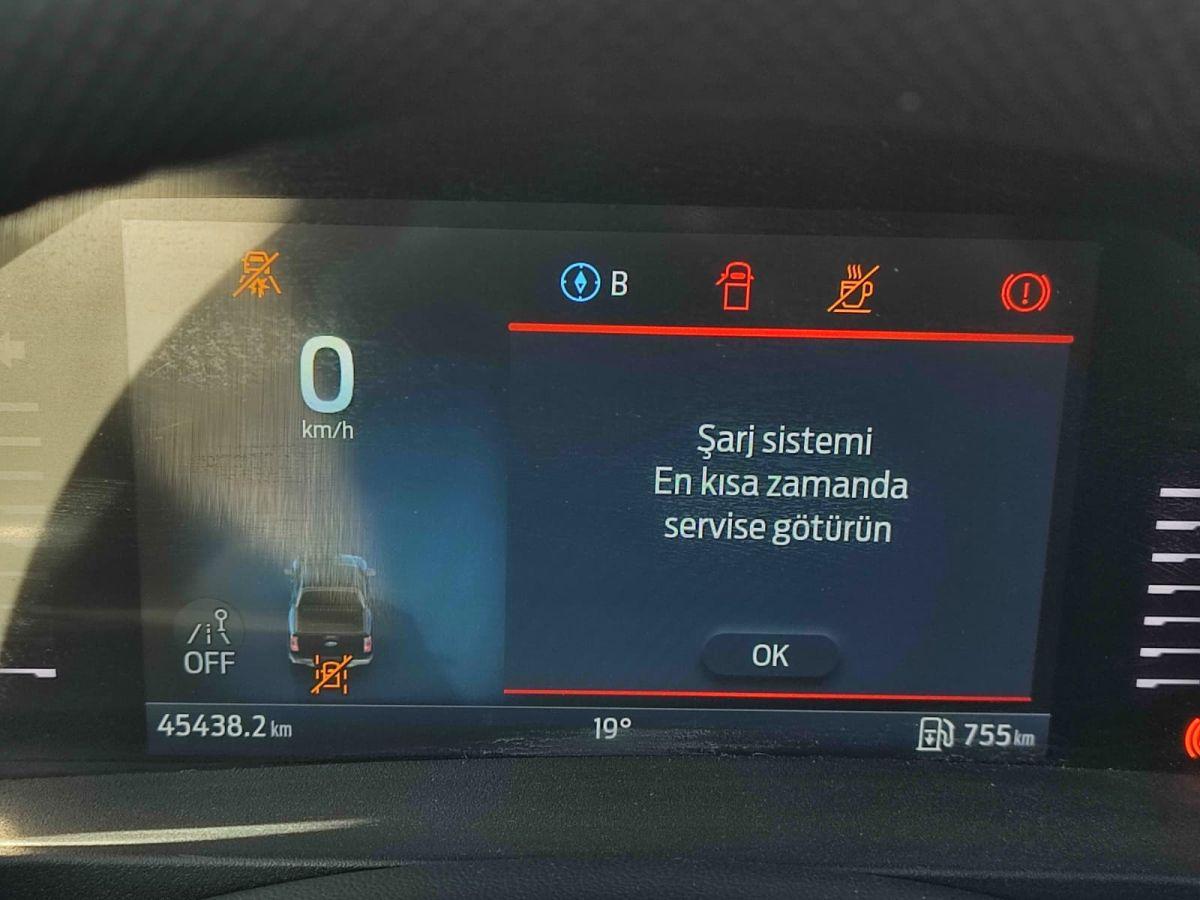 B
0
km/h
Şarj sistemi
En kısa zamanda
servise götürün
OFF
OK
45438.2 km
19°
755 km